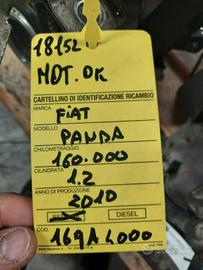 18152
MOT. OK
CARTELLINO DI IDENTIFICAZIONE RICAMBIO
MARCA
FiAT
MODELLO
PANDA
CHILOMETRAGGIO
160.000
CILINDRATA
1.2
ANNO DI PRODUZIONE
2010
DIESEL
COD.
169A4000